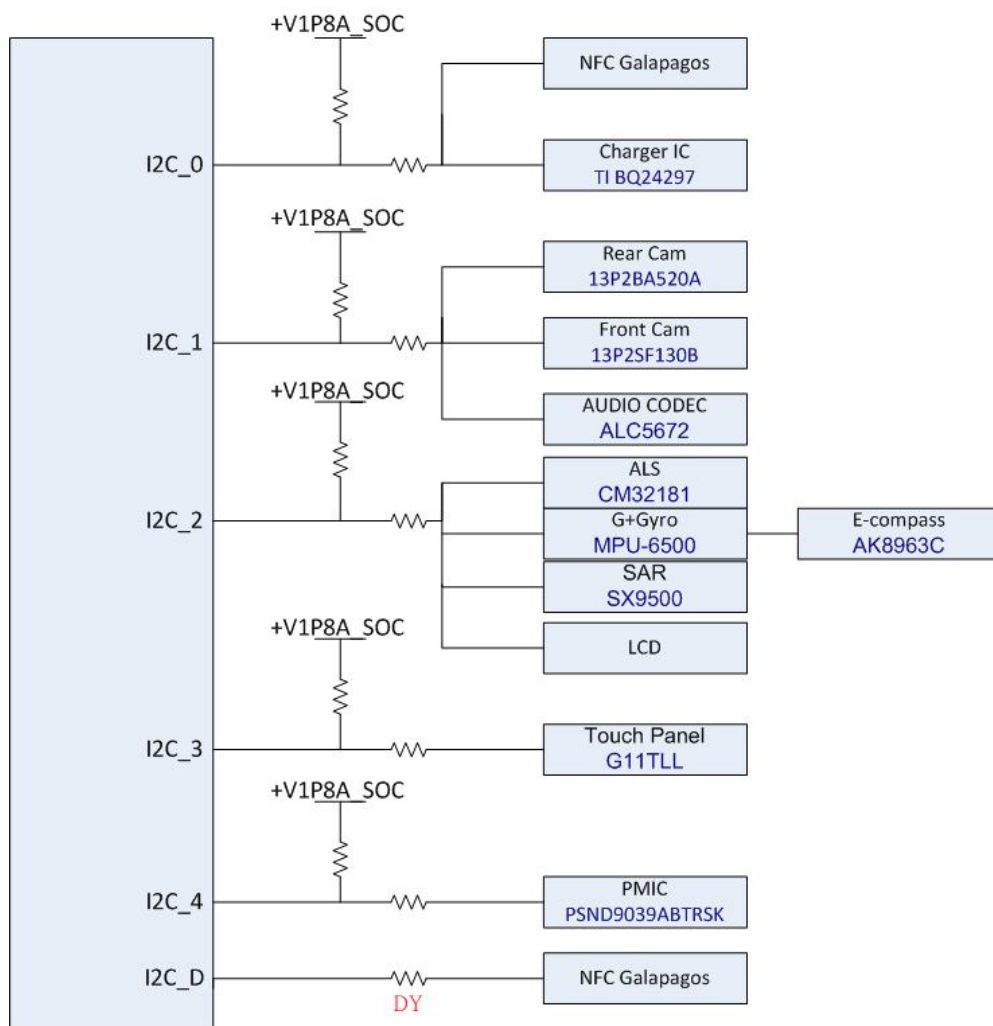 +V1P8A_SOC
NFC Galapagos
I2C_0
Charger IC
TI BQ24297
+V1P8A_SOC
Rear Cam
13P2BA520A
I2C_1
Front Cam
13P2SF130B
+V1P8A_SOC
AUDIO CODEC
ALC5672
ALS
CM32181
I2C_2
G+Gyro
MPU-6500
E-compass
AK8963C
SAR
SX9500
+V1P8A_SOC
LCD
I2C_3
Touch Panel
G11TLL
+V1P8A_SOC
I2C_4
PMIC
PSND9039ABTRSK
I2C_D
NFC Galapagos
DY